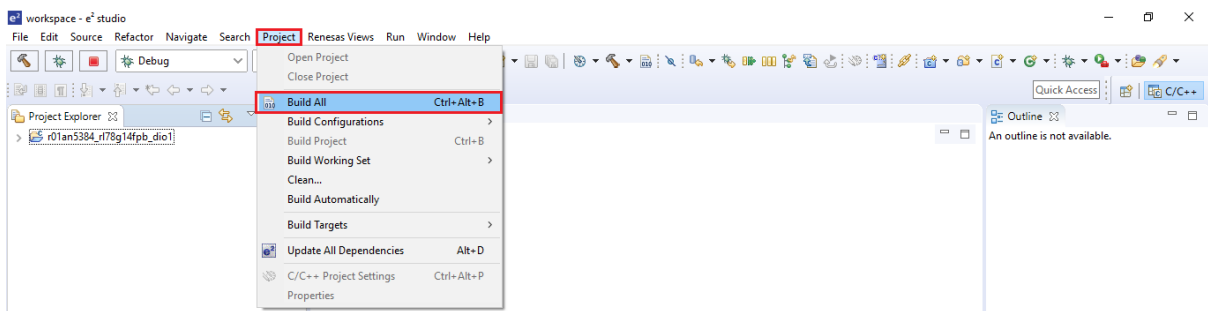 e² workspace - e² studio
File Edit Source Refactor Navigate Search Project Renesas Views Run Window Help
Debug
Quick Access C/C++
Project Explorer
r01an5384_rl78g14fpb_dio1
Open Project
Close Project
010 Build All Ctrl+Alt+B
Build Configurations >
Build Project Ctrl+B
Build Working Set >
Clean...
Build Automatically
Build Targets >
e² Update All Dependencies Alt+D
C/C++ Project Settings Ctrl+Alt+P
Properties
Outline
An outline is not available.